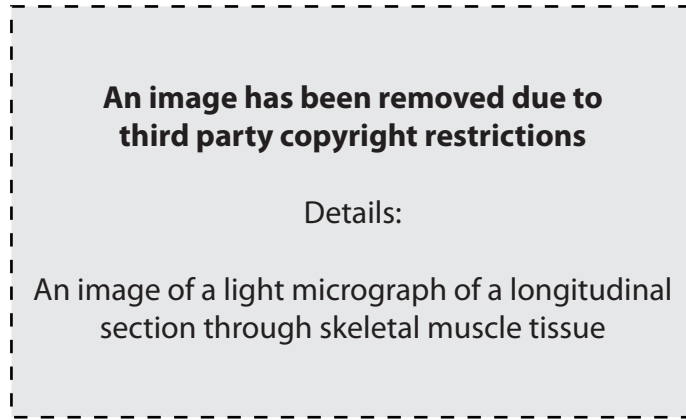 An image has been removed due to
third party copyright restrictions
Details:
An image of a light micrograph of a longitudinal
section through skeletal muscle tissue